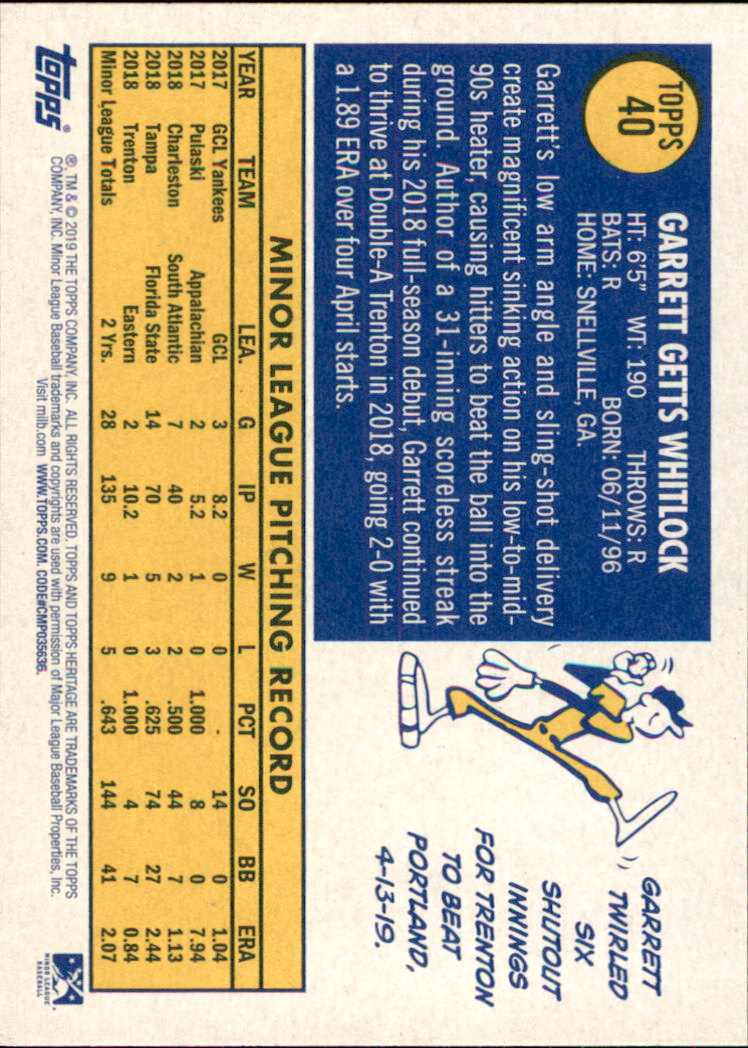 TOPPS
40
GARRETT GETTS WHITLOCK
HT: 6'5" WT: 190 THROWS: R
BATS: R BORN: 06/11/96
HOME: SNELLVILLE, GA.
Garrett's low arm angle and sling-shot delivery
create magnificent sinking action on his low-to-mid-
90s heater, causing hitters to beat the ball into the
ground. Author of a 31-inning scoreless streak
during his 2018 full-season debut, Garrett continued
to thrive at Double-A Trenton in 2018, going 2-0 with
a 1.89 ERA over four April starts.
GARRETT
TWIRLED
SIX
SHUTOUT
INNINGS
FOR TRENTON
TO BEAT
PORTLAND,
4-13-19.
MINOR LEAGUE PITCHING RECORD
YEAR TEAM LEA. G IP W L PCT SO BB ERA
2017 GCL Yankees GCL 3 8.2 0 0 . 14 0 1.04
2017 Pulaski Appalachian 2 5.2 1 0 1.000 8 0 7.94
2018 Charleston South Atlantic 7 40 2 2 .500 44 7 1.13
2018 Tampa Florida State 14 70 5 3 .625 74 27 2.44
2018 Trenton Eastern 2 10.2 1 0 1.000 4 7 0.84
Minor League Totals 2 Yrs. 28 135 9 5 .643 144 41 2.07
topps®
®, TM & © 2019 THE TOPPS COMPANY, INC. ALL RIGHTS RESERVED. TOPPS AND TOPPS HERITAGE ARE TRADEMARKS OF THE TOPPS
COMPANY, INC. Minor League Baseball trademarks and copyrights are used with permission of Major League Baseball Properties, Inc.
Visit milb.com WWW.TOPPS.COM. CODE#CMP035636.
MINOR LEAGUE
BASEBALL